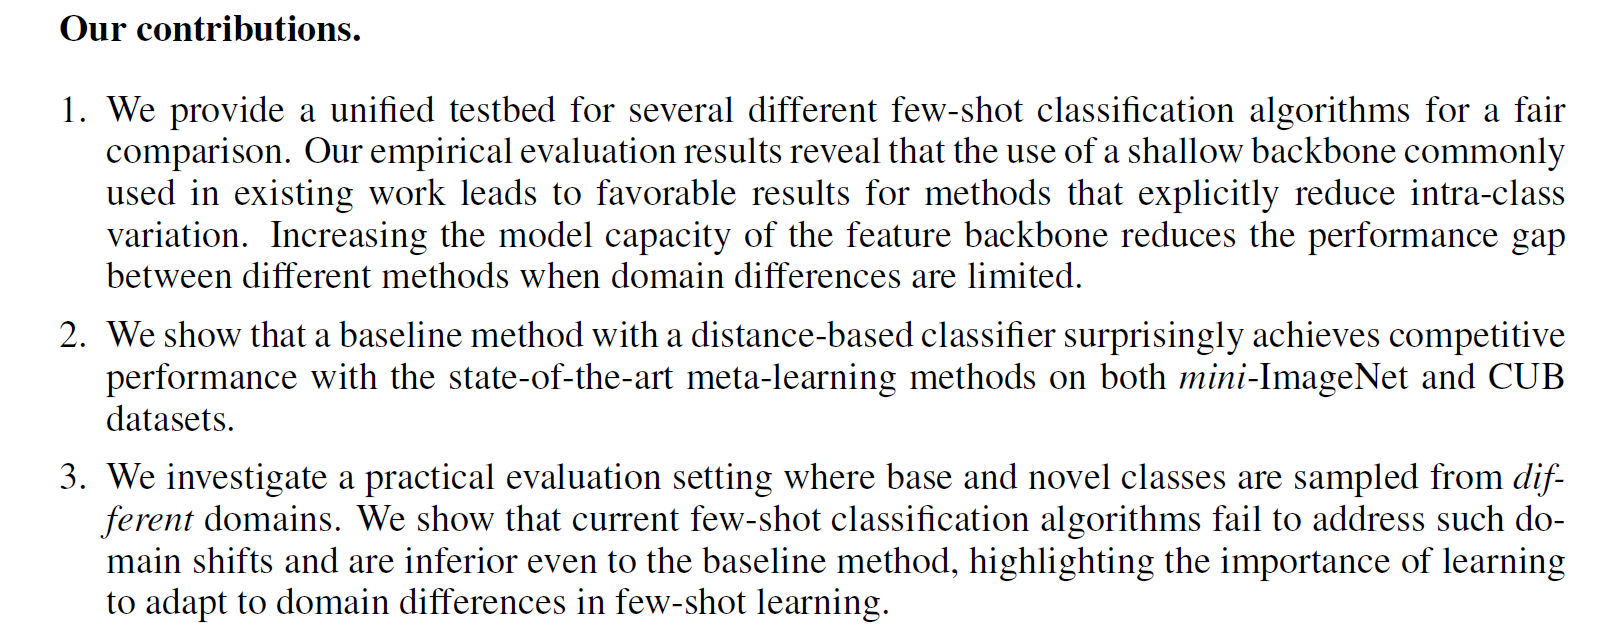 Our contributions.
1. We provide a unified testbed for several different few-shot classification algorithms for a fair
comparison. Our empirical evaluation results reveal that the use of a shallow backbone commonly
used in existing work leads to favorable results for methods that explicitly reduce intra-class
variation. Increasing the model capacity of the feature backbone reduces the performance gap
between different methods when domain differences are limited.
2. We show that a baseline method with a distance-based classifier surprisingly achieves competitive
performance with the state-of-the-art meta-learning methods on both mini-ImageNet and CUB
datasets.
3. We investigate a practical evaluation setting where base and novel classes are sampled from dif-
ferent domains. We show that current few-shot classification algorithms fail to address such do-
main shifts and are inferior even to the baseline method, highlighting the importance of learning
to adapt to domain differences in few-shot learning.